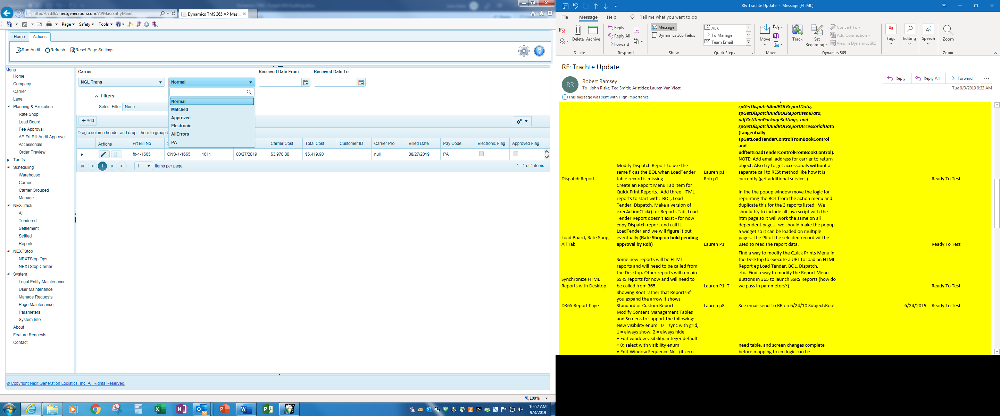 http://07d365.nextgeneration.com/APMassEntryMaint
Dynamics TMS 365 AP Mas...
Page
Safety
Tools
Home
Actions
Run Audit
Refresh
Reset Page Settings
Menu
Home
Company
Carrier
Lane
Planning & Execution
Rate Shop
Load Board
Fee Approval
AP Frt Bill Audit Approval
Accessorials
Order Preview
Tariffs
Scheduling
Warehouse
Carrier
Carrier Grouped
Manage
NEXTrack
All
Tendered
Settlement
Settled
Reports
NEXTStop
NEXTStop Ops
NEXTStop Carrier
System
Legal Entity Maintenance
User Maintenance
Manage Requests
Page Maintenance
Parameters
System Info
About
Feature Requests
Contact
Carrier
Received Date From
Received Date To
NGL Trans
Normal
Filters
Select Filter:
None
Normal
Matched
Approved
Electronic
AllErrors
PA
Add
Drag a column header and drop it here to group b
Actions
Frt Bill No
S
Carrier Cost
Total Cost
Customer ID
Carrier Pro
Billed Date
Pay Code
Electronic Flag
Approved Flag
fb-1-1665
CNS-1-1665
1611
08/27/2019
$3,970.00
$5,419.90
null
08/27/2019
PA
1
1
items per page
1 - 1 of 1 items
© Copyright Next Generation Logistics, Inc. All Rights Reserved.
100%
10:52 AM
9/3/2019
RE: Trachte Update - Message (HTML)
File
Message
Help
Tell me what you want to do
Delete
Archive
Delete
Reply
Reply All
Forward
Respond
Message
Dynamics 365 Fields
Show
ALK
To Manager
Team Email
Quick Steps
Move
Move
Track
Set Regarding
Convert To
Add Connection
View in Dynamics 365
Dynamics 365
Tags
Editing
Speech
Zoom
Zoom
RE: Trachte Update
RR
Robert Ramsey
To John Riske; Ted Smith; Aristides; Lauren Van Vleet
Reply
Reply All
Forward
Tue 9/3/2019 9:33 AM
This message was sent with High importance.
spGetDispatchAndBOLReportData,
spGetDispatchAndBOLReportItemData,
udfGetItemPackageSettings, and
spGetDispatchAndBOLReportAccessorialData
(tangentially
spGetLoadTenderControlFromBookControl
and
udfGetLoadTenderControlFromBookControl).
NOTE: Add email address for carrier to return
object. Also try to get accessorials without a
separate call to RESt method like how it is
currently (get additional services)
Modify Dispatch Report to use the
same fix as the BOL when LoadTender
table record is missing
Lauren p1
Rob p1
Dispatch Report
Ready To Test
Create an Report Menu Tab item for
Quick Print Reports. Add three HTML
reports to start with. BOL, Load
Tender, Dispatch. Make a version of
execActionClick() for Reports Tab. Load
Tender Report doesn't exist - for now
copy Dispatch report and call it
LoadTender and we will figure it out
eventually (Rate Shop on hold pending
approval by Rob)
Load Board, Rate Shop,
All Tab
Lauren P1
In the the popup window move the logic for
reprinting the BOL from the action menu and
duplicate this for the 3 reports listed. We
should try to include all java script with the
htm page so it will work the same on all
dependent pages, we should make the popup
a widget so it can be loaded on multiple
pages. the PK of the selected record will be
used to read the report data.
Ready To Test
Some new reports will be HTML
reports and will need to be called from
the Desktop. Other reports will remain
SSRS reports for now and will need to
be called from 365.
Synchronize HTML
Reports with Desktop
Lauren P1 T
Find a way to modify the Quick Prints Menu in
the Desktop to execute a URL to load an HTML
Report eg Load Tender, BOL, Dispatch,
etc. Find a way to modify the Report Menu
Buttons in 365 to launch SSRS Reports (how do
we pass in parameters?).
Ready To Test
Showing Root rather that Reports-if
you expand the arrow it shows
Standard or Custom Report
D365 Report Page
Lauren p3
See email send To RR on 6/24/10 Subject:Root
6/24/2019
Ready To Test
Modify Content Management Tables
and Screens to support the following:
New visibility enum: 0 = sync with grid,
1 = always show, 2 = always hide.
• Edit window visibility: integer default
= 0; select with visibility enum
• Edit Window Sequence No. (if zero
need table, and screen changes complete
before mapping to cm logic can be